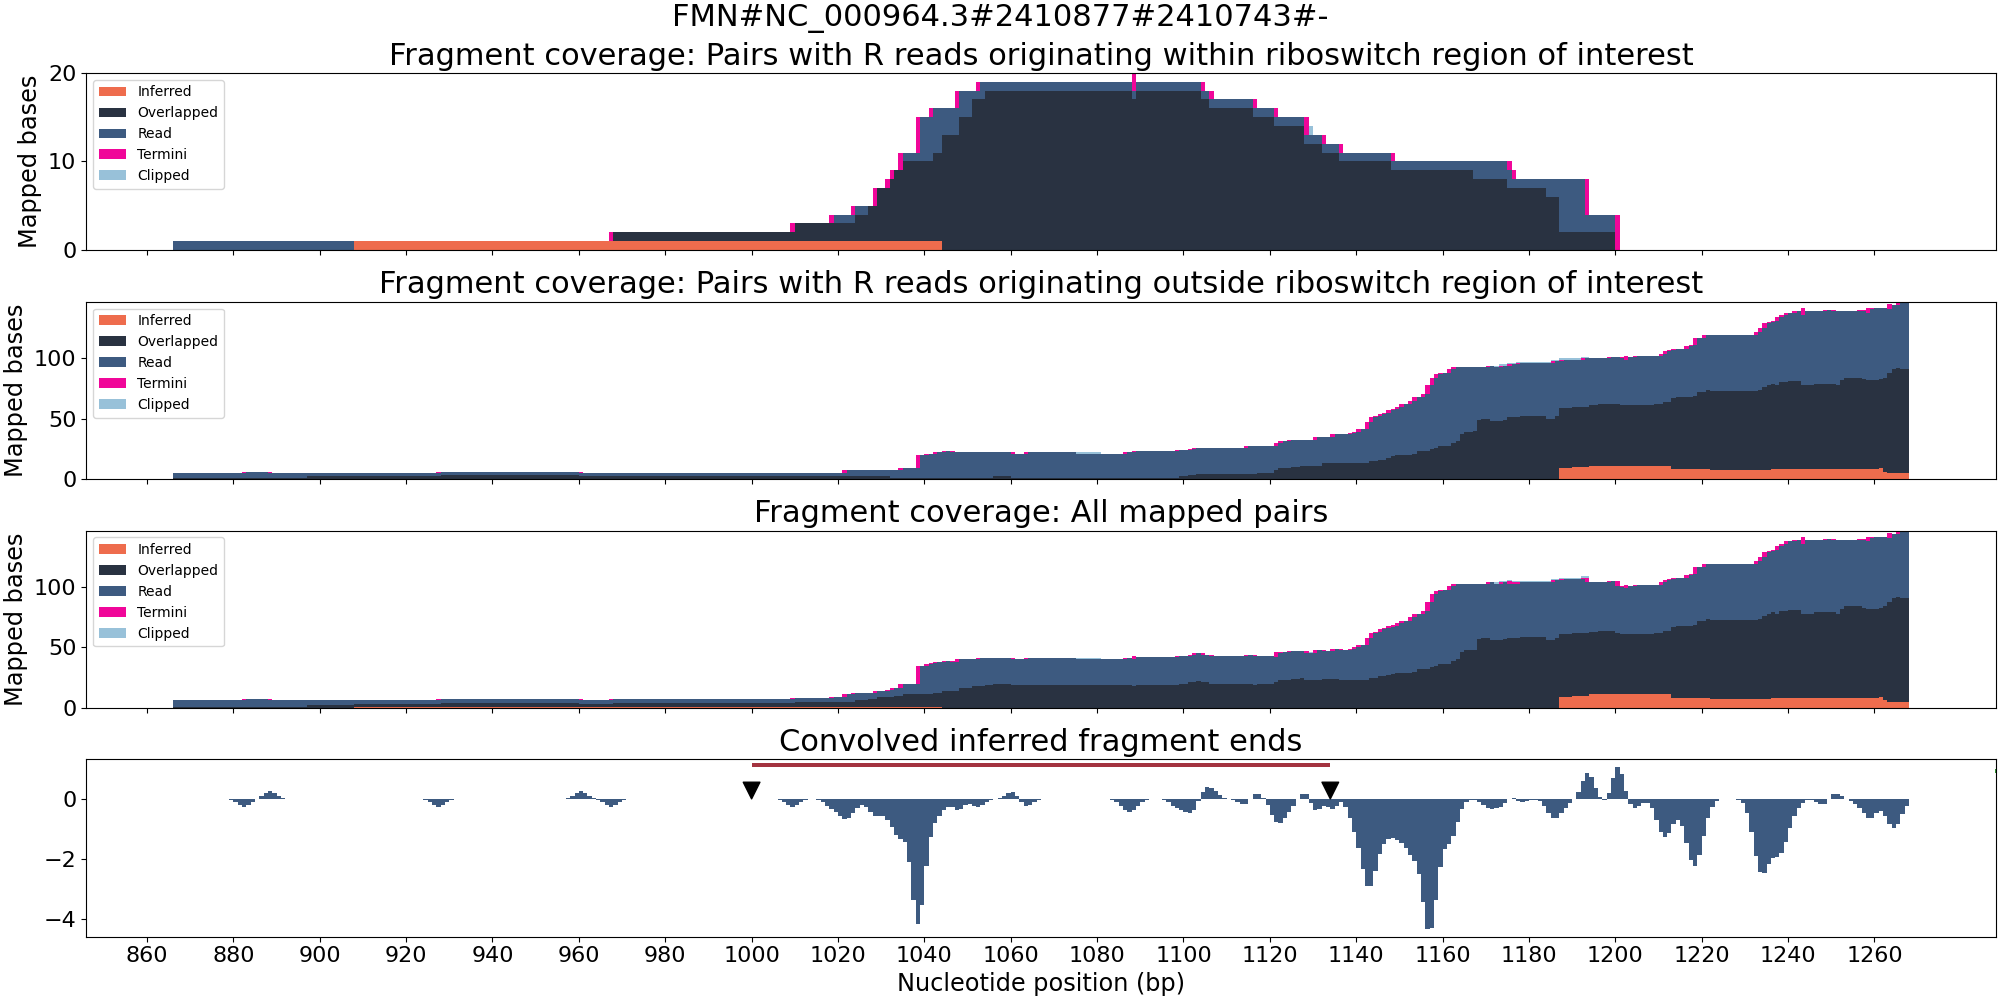 FMN#NC_000964.3#2410877#2410743#-
Fragment coverage: Pairs with R reads originating within riboswitch region of interest
Mapped bases
20
10
0
Inferred
Overlapped
Read
Termini
Clipped
Fragment coverage: Pairs with R reads originating outside riboswitch region of interest
Mapped bases
100
50
0
Inferred
Overlapped
Read
Termini
Clipped
Fragment coverage: All mapped pairs
Mapped bases
100
50
0
Inferred
Overlapped
Read
Termini
Clipped
Convolved inferred fragment ends
0
−2
−4
860 880 900 920 940 960 980 1000 1020 1040 1060 1080 1100 1120 1140 1160 1180 1200 1220 1240 1260
Nucleotide position (bp)